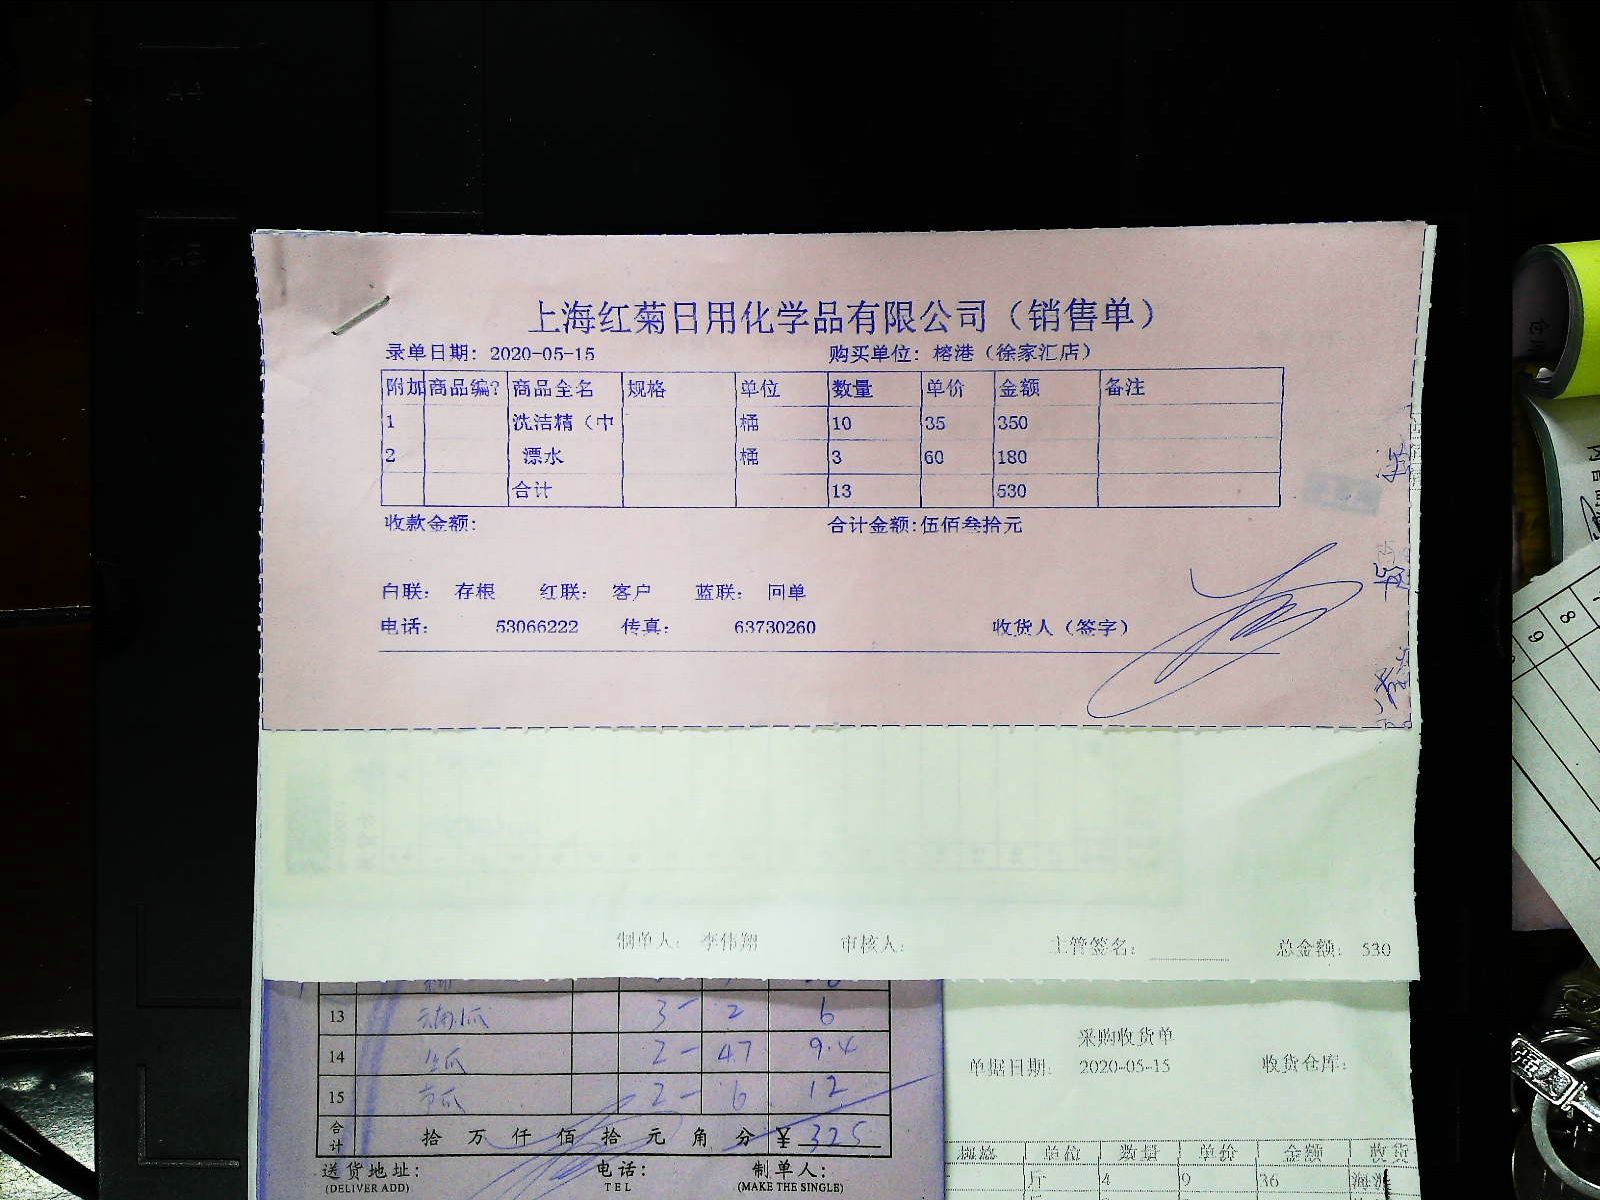 上海红菊日用化学品有限公司（销售单）
录单日期： 2020-05-15 购买单位： 榕港（徐家汇店）
附加 商品编? 商品全名 规格 单位 数量 单价 金额 备注
1 洗洁精（中 桶 10 35 350
2 漂水 桶 3 60 180
合计 13 530
收款金额： 合计金额：伍佰叁拾元
白联： 存根 红联： 客户 蓝联： 回单
电话： 53066222 传真： 63730260 收货人（签字）
制单人： 李伟翔 审核人： 主管签名： 总金额： 530
13 3- 2 6
14 2- 47 9.4
15 2- 6 12
合计 拾 万 仟 佰 拾 元 角 分 ¥ 325
送货地址： 电话： 制单人：
(DELIVER ADD) TEL (MAKE THE SINGLE)
采购收货单
单据日期： 2020-05-15 收货仓库：
规格 单位 数量 单价 金额 收货
斤 4 9 36
8
9
A4